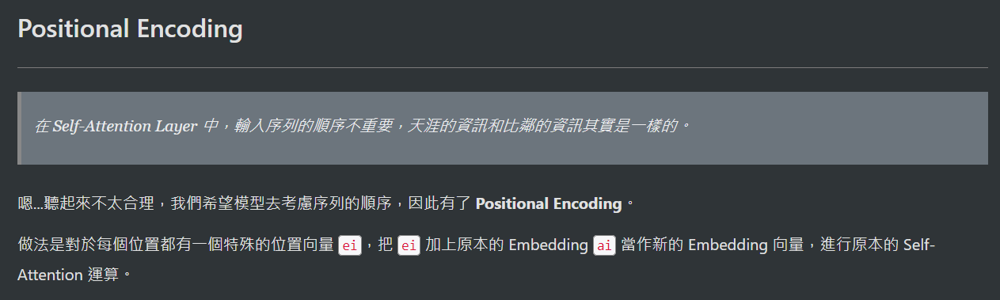 Positional Encoding
在 Self-Attention Layer 中，輸入序列的順序不重要，天涯的資訊和比鄰的資訊其實是一樣的。
嗯...聽起來不太合理，我們希望模型去考慮序列的順序，因此有了 Positional Encoding。
做法是對於每個位置都有一個特殊的位置向量 ei，把 ei 加上原本的 Embedding ai 當作新的 Embedding 向量，進行原本的 Self-
Attention 運算。